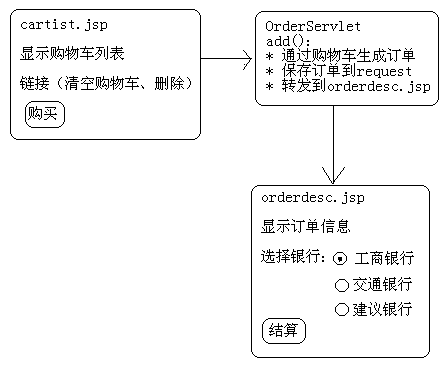 cartist.jsp
显示购物车列表
链接（清空购物车、删除）
购买
OrderServlet
add():
* 通过购物车生成订单
* 保存订单到request
* 转发到orderdesc.jsp
orderdesc.jsp
显示订单信息
选择银行: 工商银行
交通银行
建议银行
结算